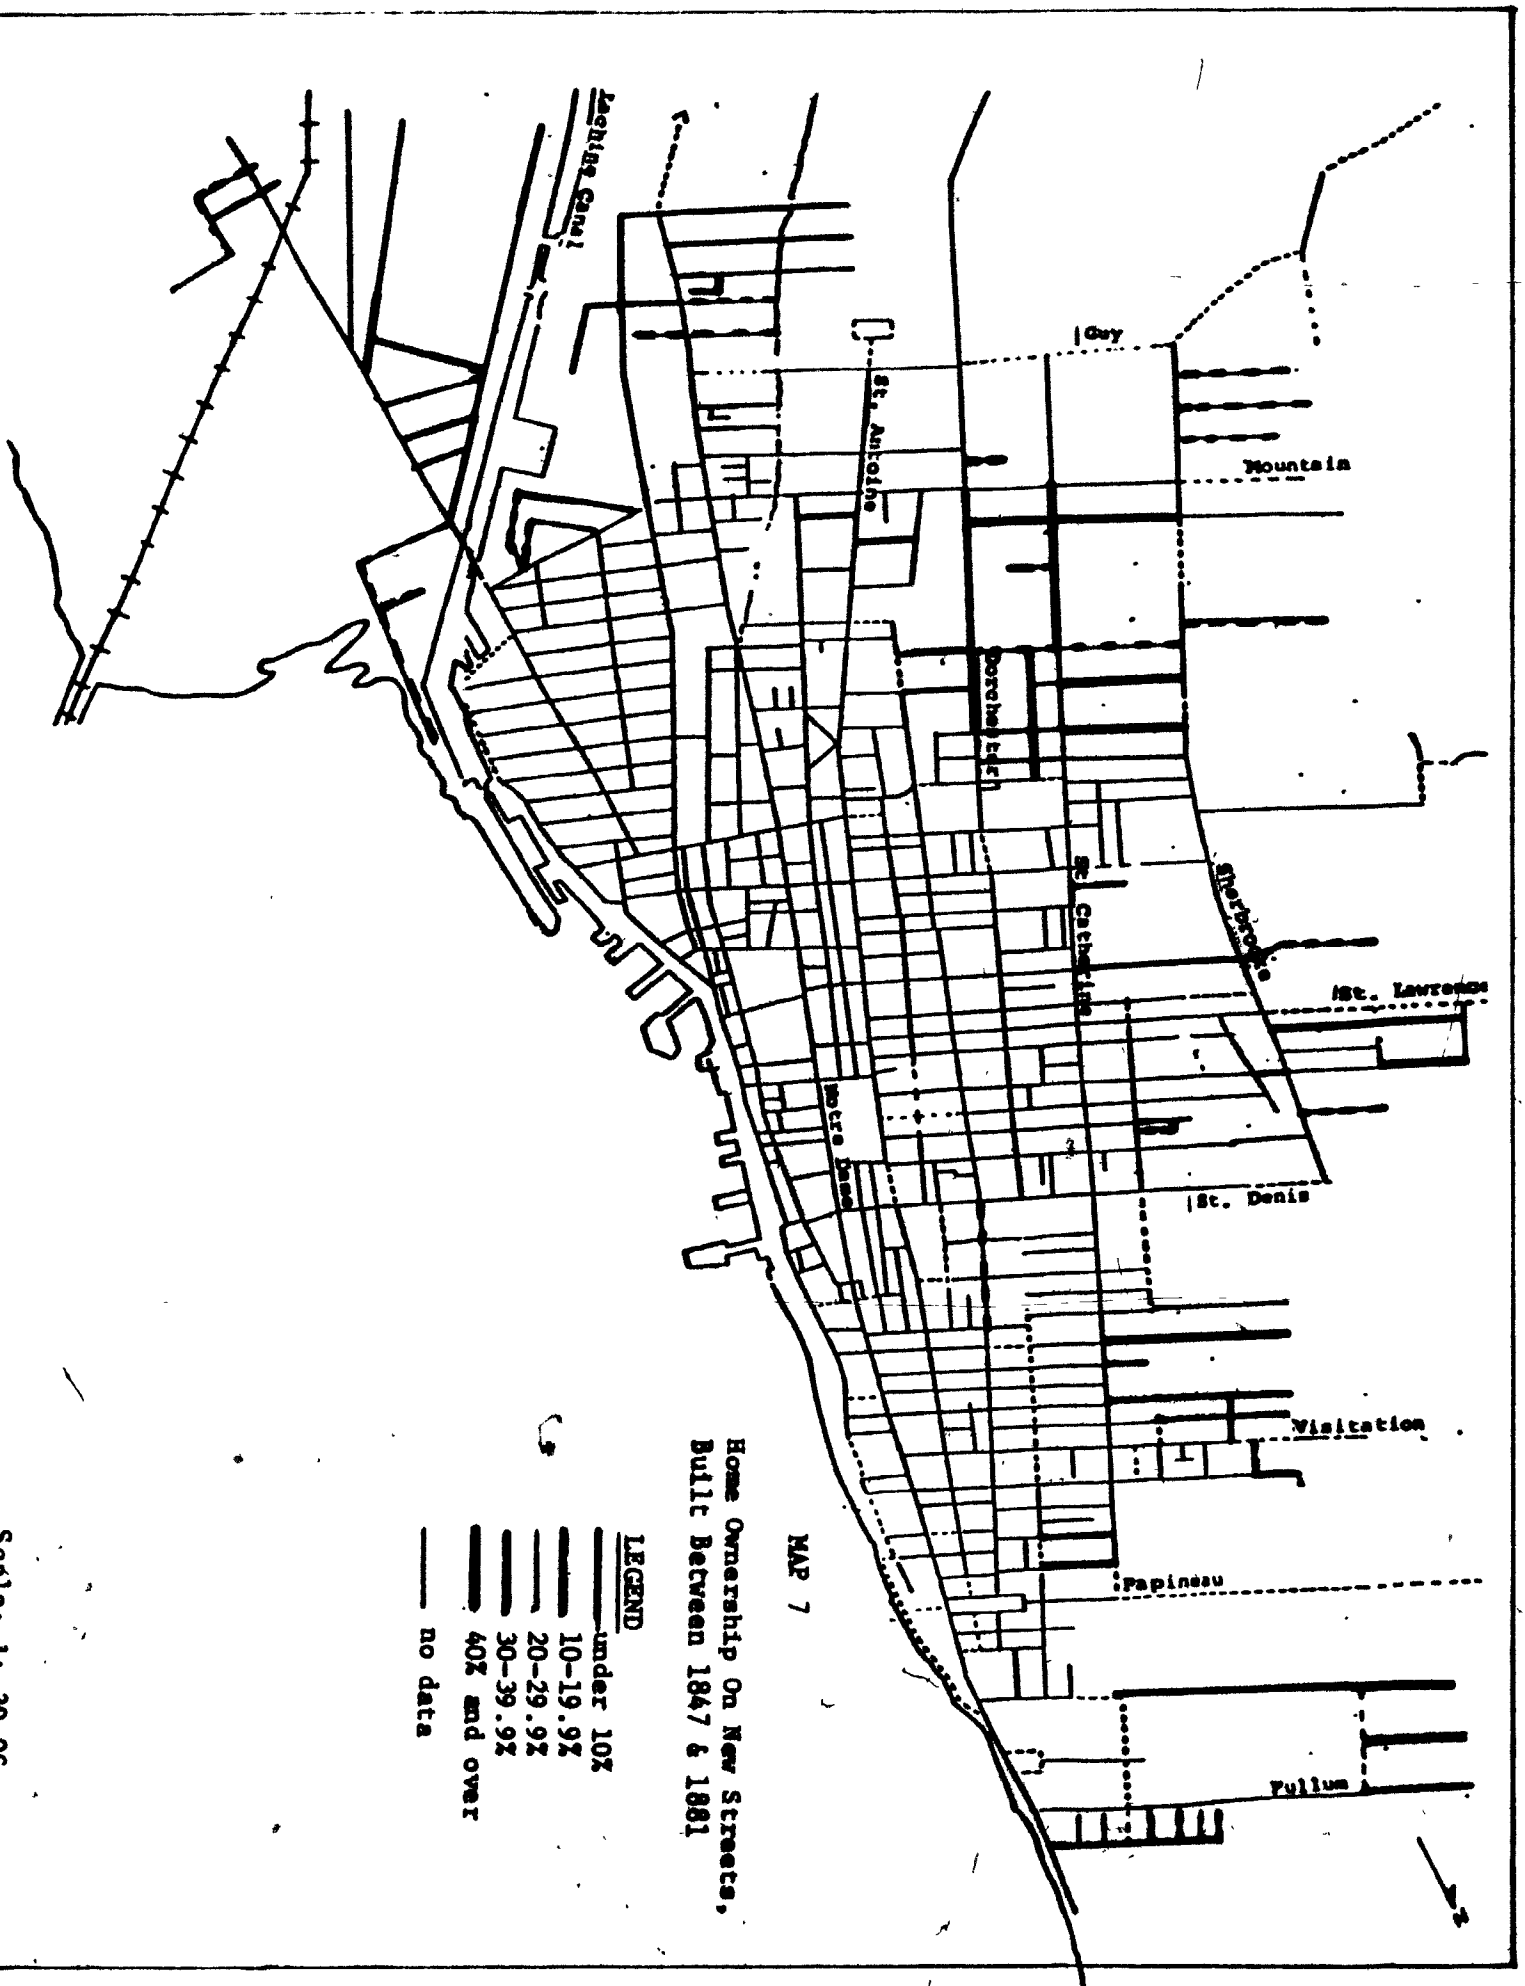 MAP 7
Home Ownership On New Streets,
Built Between 1847 & 1881
LEGEND
under 10%
10-19.9%
20-29.9%
30-39.9%
40% and over
no data
Lachine Canal
Guy
St. Antoine
Mountain
Dorchester
Sherbrooke
St Catherine
St. Lawrence
Notre Dame
St. Denis
Visitation
Papineau
Fullum
N